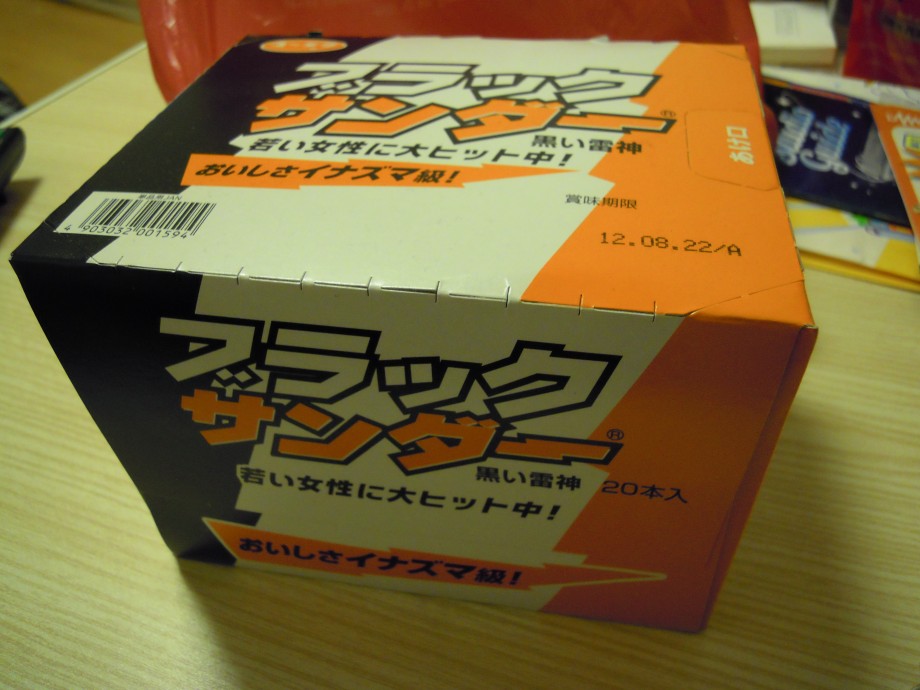 ブラック
サンダー®
黒い雷神
若い女性に大ヒット中!
おいしさイナズマ級!
あけ口
賞味期限
12.08.22/A
4 903032 001594
ブラック
サンダー®
黒い雷神
若い女性に大ヒット中!
20本入
おいしさイナズマ級!